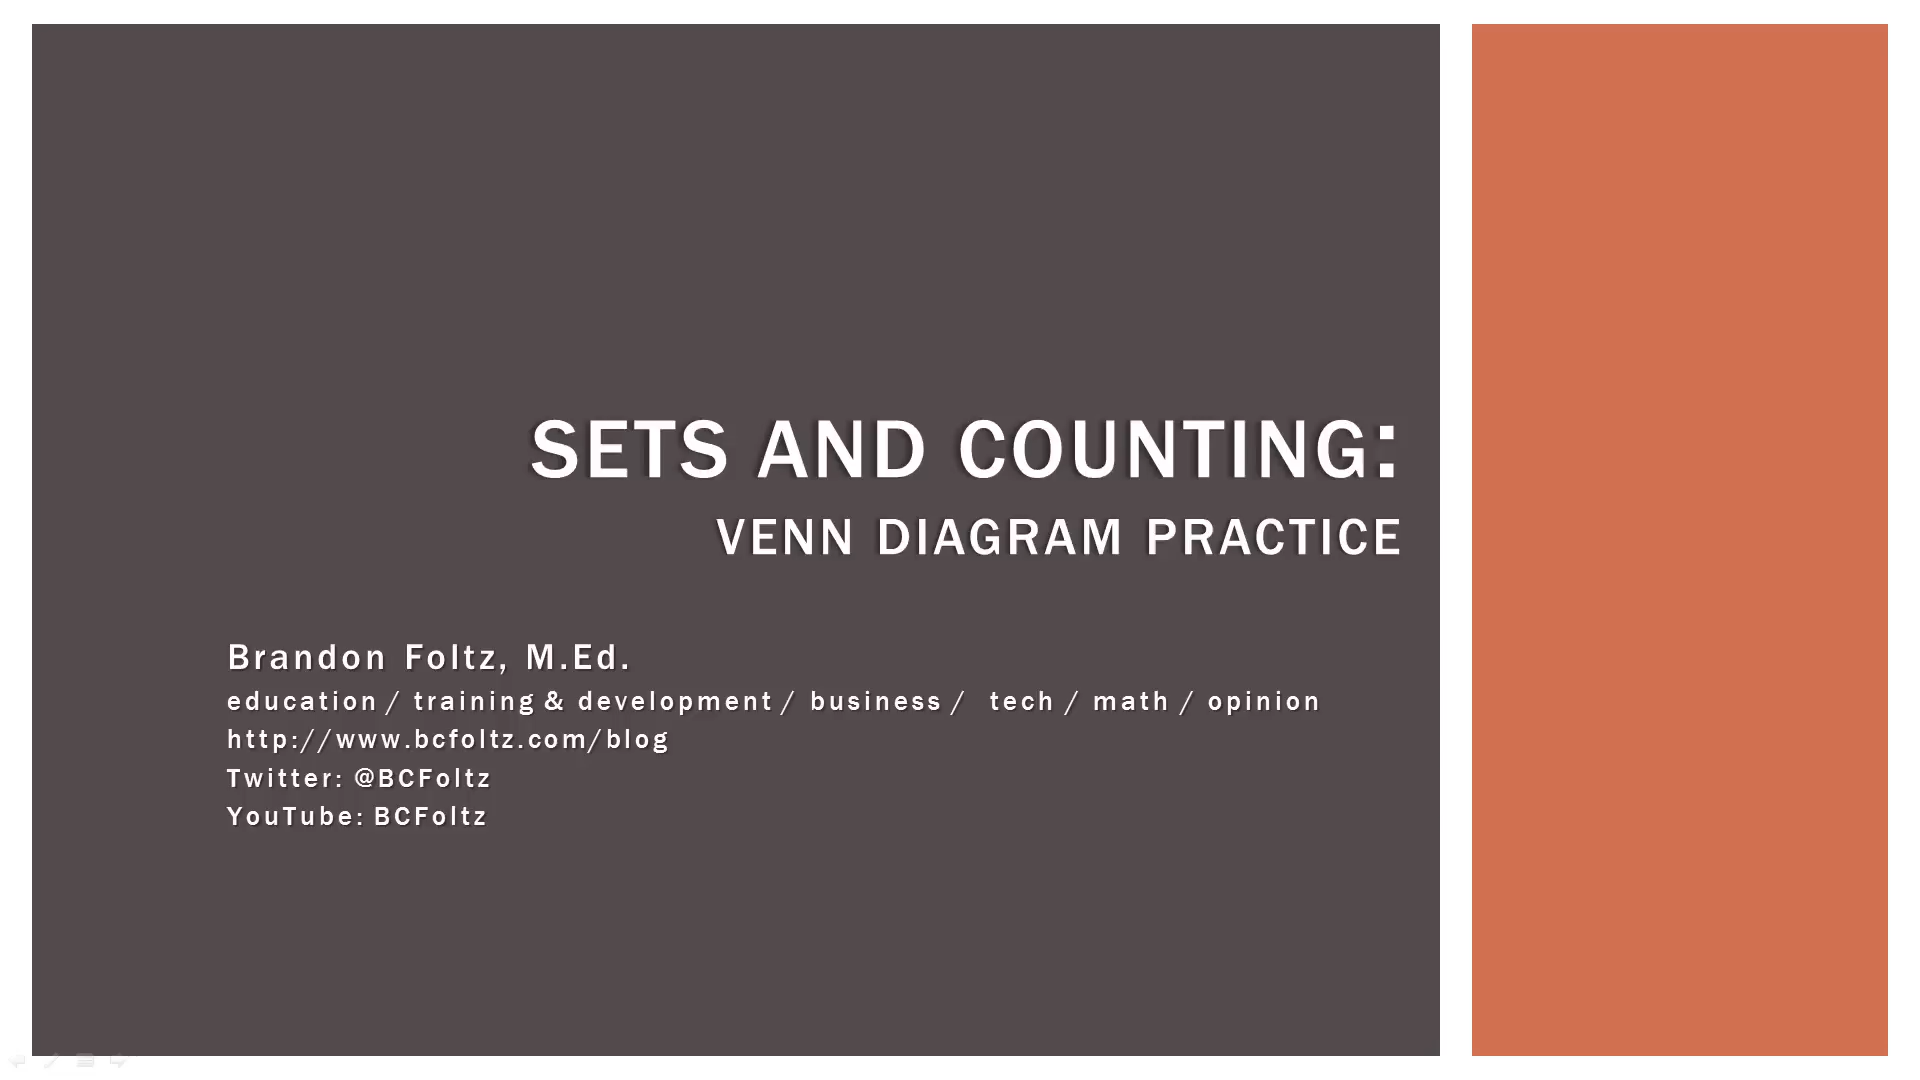 SETS AND COUNTING:
VENN DIAGRAM PRACTICE
Brandon Foltz, M.Ed.
education / training & development / business / tech / math / opinion
http://www.bcfoltz.com/blog
Twitter: @BCFoltz
YouTube: BCFoltz